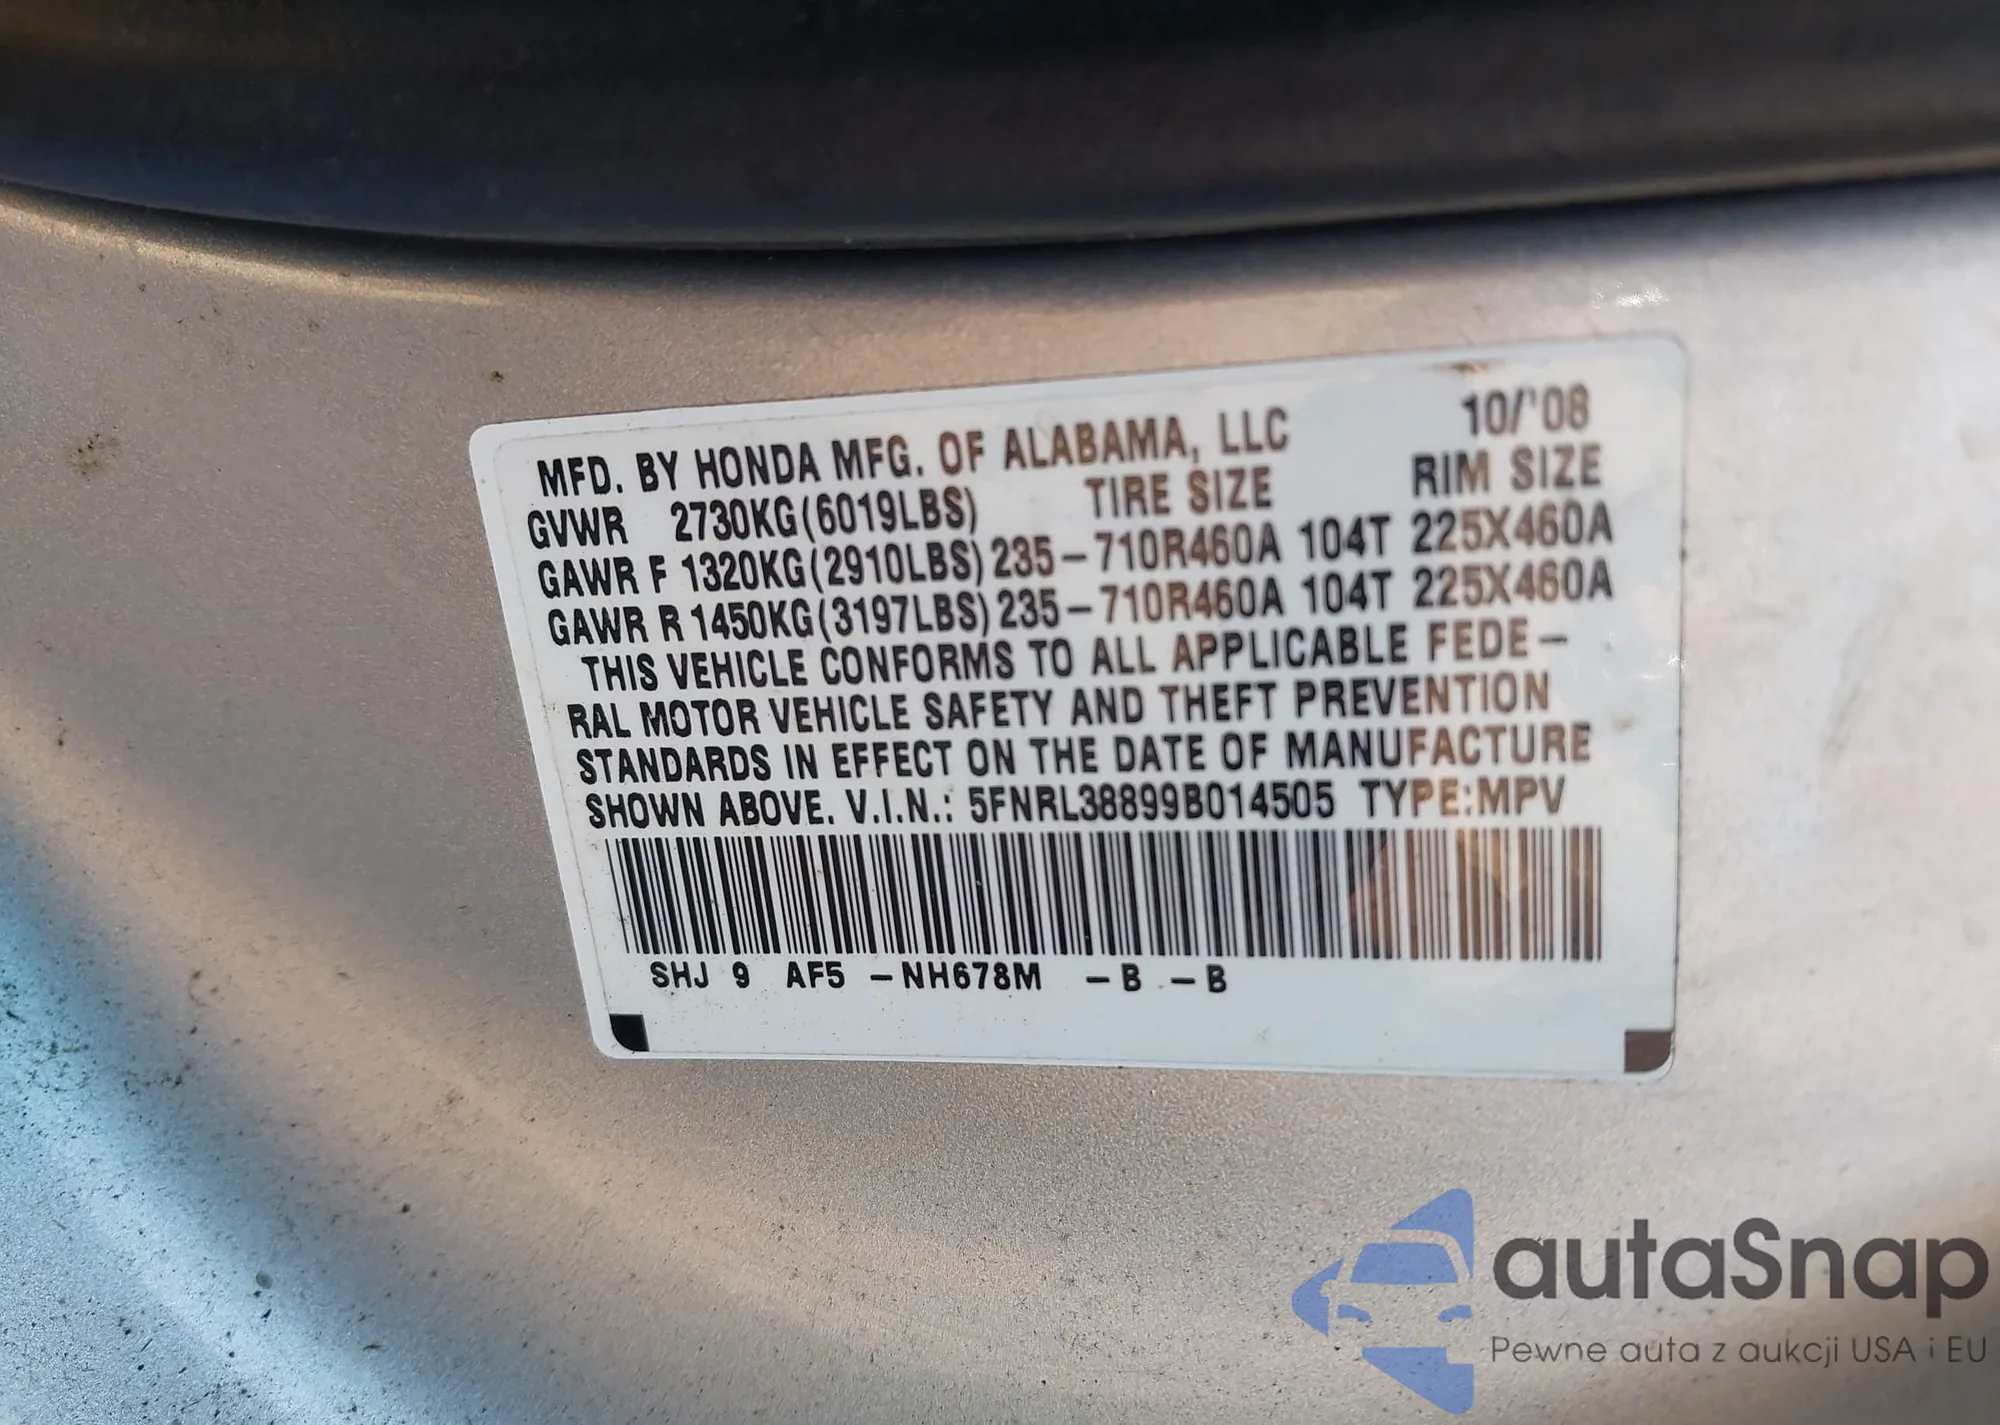 MFD. BY HONDA MFG. OF ALABAMA, LLC 10/'08
GVWR 2730KG(6019LBS) TIRE SIZE RIM SIZE
GAWR F 1320KG(2910LBS) 235-710R460A 104T 225X460A
GAWR R 1450KG(3197LBS) 235-710R460A 104T 225X460A
THIS VEHICLE CONFORMS TO ALL APPLICABLE FEDE-
RAL MOTOR VEHICLE SAFETY AND THEFT PREVENTION
STANDARDS IN EFFECT ON THE DATE OF MANUFACTURE
SHOWN ABOVE. V.I.N.: 5FNRL38899B014505 TYPE:MPV
SHJ 9 AF5 -NH678M -B -B
autaSnap
Pewne auta z aukcji USA i EU